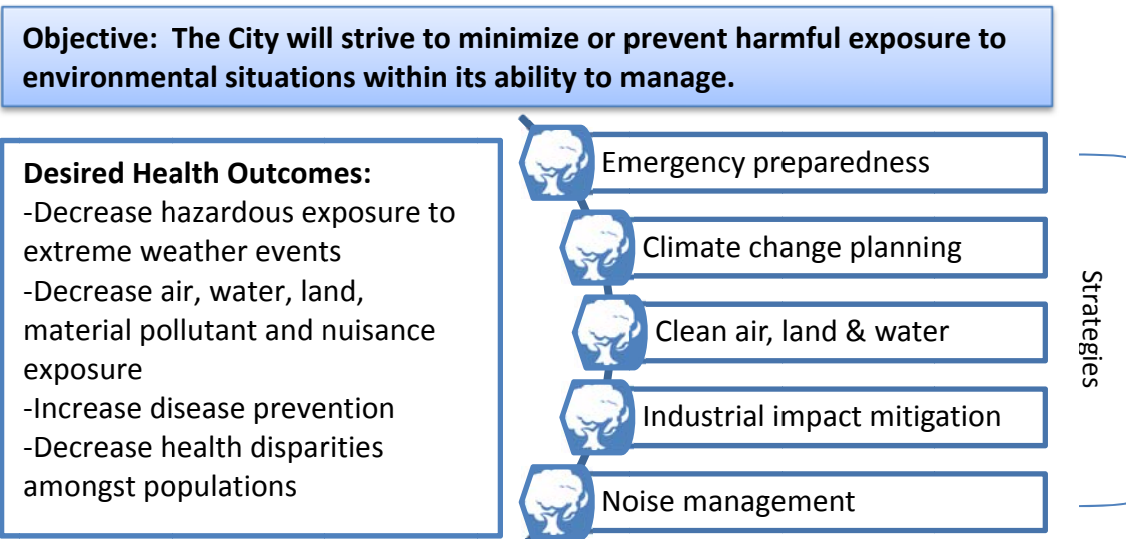 Objective:  The City will strive to minimize or prevent harmful exposure to
environmental situations within its ability to manage.
Desired Health Outcomes:
-Decrease hazardous exposure to
extreme weather events
-Decrease air, water, land,
material pollutant and nuisance
exposure
-Increase disease prevention
-Decrease health disparities
amongst populations
Emergency preparedness
Climate change planning
Clean air, land & water
Industrial impact mitigation
Noise management
Strategies